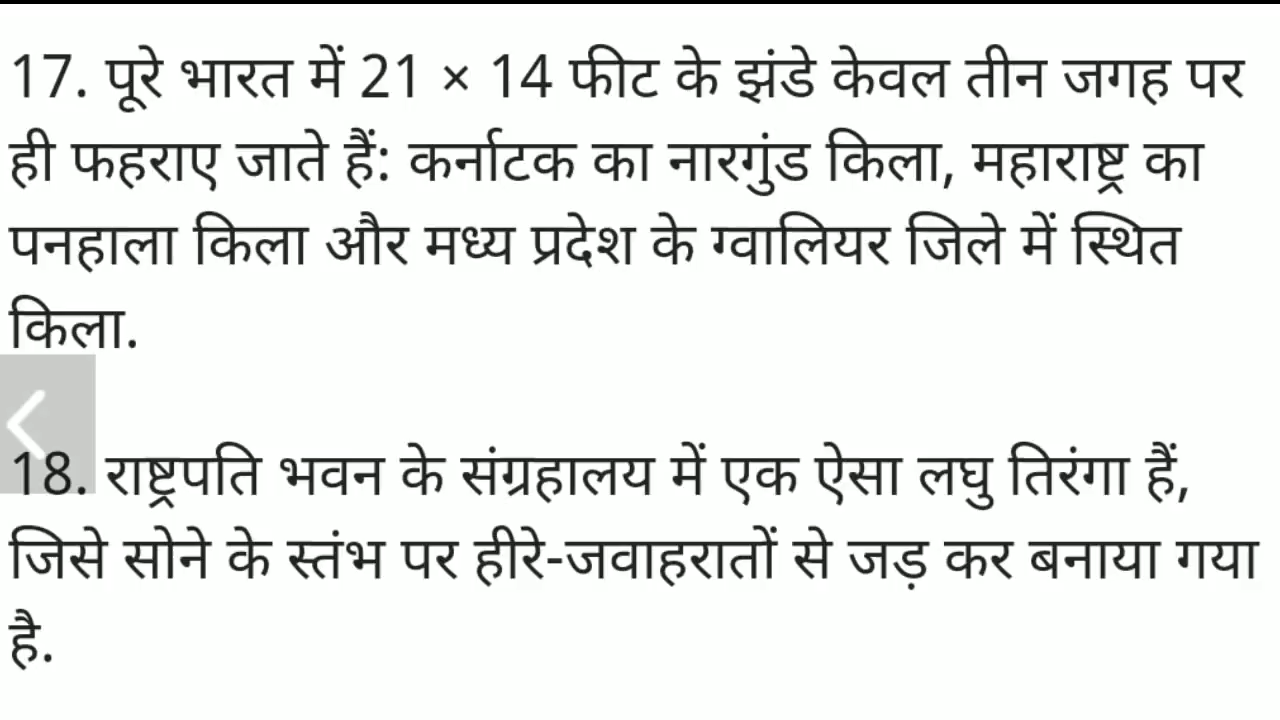 17. पूरे भारत में 21 × 14 फीट के झंडे केवल तीन जगह पर
ही फहराए जाते हैं: कर्नाटक का नारगुंड किला, महाराष्ट्र का
पनहाला किला और मध्य प्रदेश के ग्वालियर जिले में स्थित
किला.
18. राष्ट्रपति भवन के संग्रहालय में एक ऐसा लघु तिरंगा हैं,
जिसे सोने के स्तंभ पर हीरे-जवाहरातों से जड़ कर बनाया गया
है.